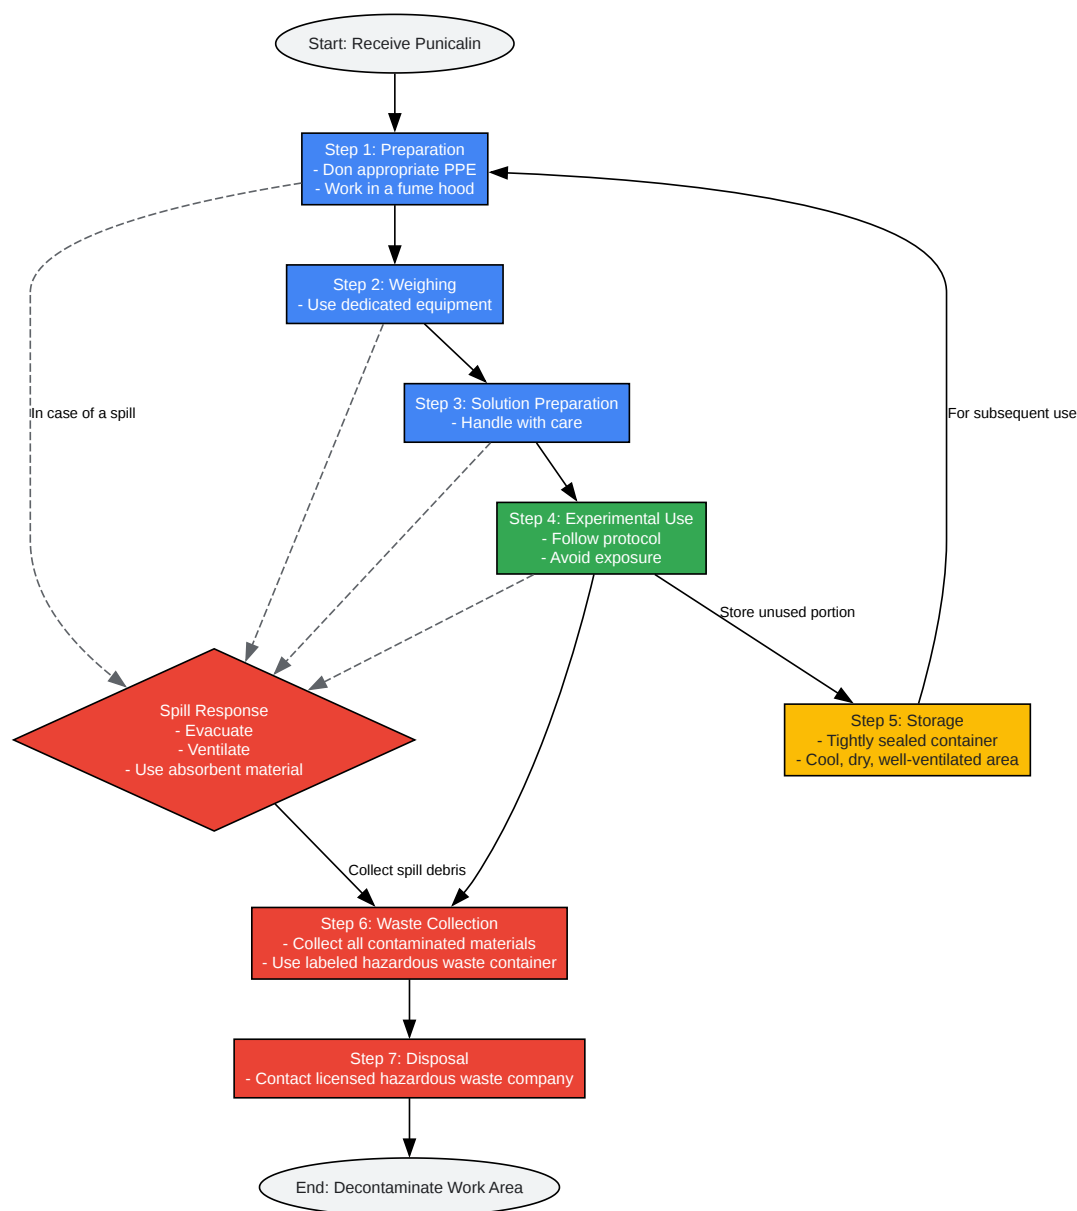 Start: Receive Punicalin
Step 1: Preparation
- Don appropriate PPE
- Work in a fume hood
Step 2: Weighing
- Use dedicated equipment
Step 3: Solution Preparation
- Handle with care
In case of a spill
For subsequent use
Step 4: Experimental Use
- Follow protocol
- Avoid exposure
Store unused portion
Spill Response
- Evacuate
- Ventilate
- Use absorbent material
Step 5: Storage
- Tightly sealed container
- Cool, dry, well-ventilated area
Collect spill debris
Step 6: Waste Collection
- Collect all contaminated materials
- Use labeled hazardous waste container
Step 7: Disposal
- Contact licensed hazardous waste company
End: Decontaminate Work Area